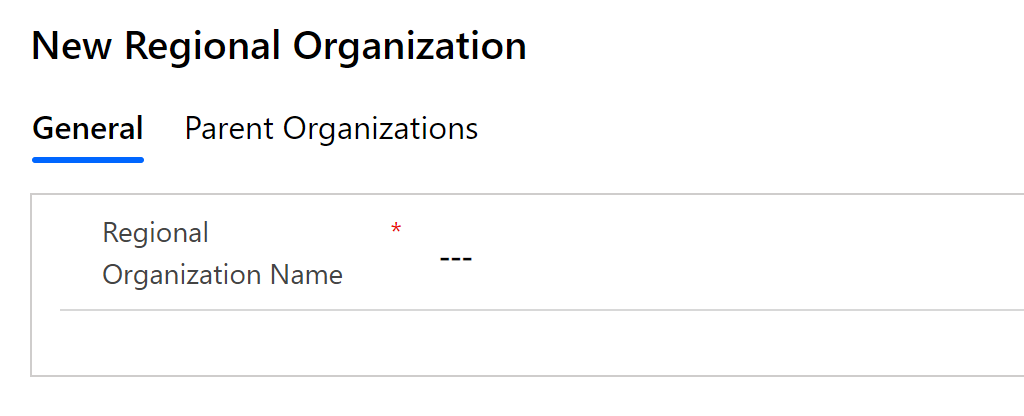 New Regional Organization
General Parent Organizations
Regional *
Organization Name
---